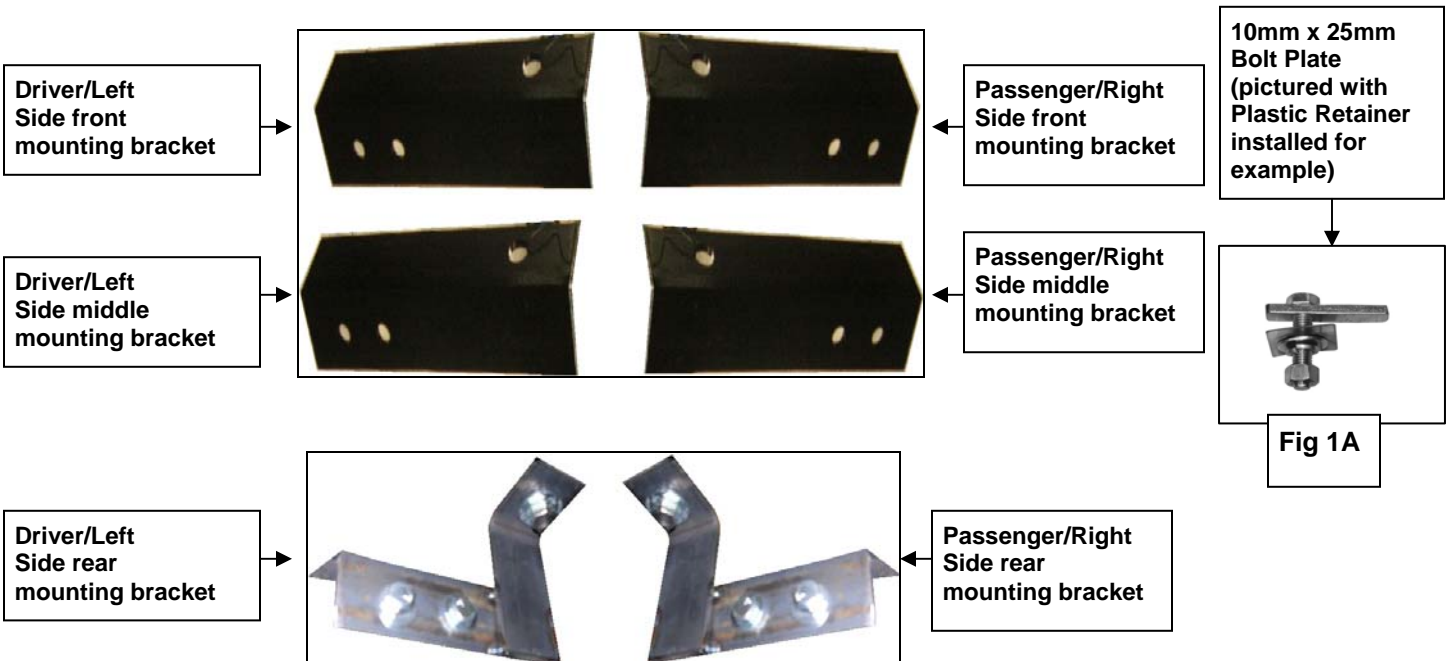 Driver/Left
Side front
mounting bracket
Passenger/Right
Side front
mounting bracket
10mm x 25mm
Bolt Plate
(pictured with
Plastic Retainer
installed for
example)
Driver/Left
Side middle
mounting bracket
Passenger/Right
Side middle
mounting bracket
Fig 1A
Driver/Left
Side rear
mounting bracket
Passenger/Right
Side rear
mounting bracket